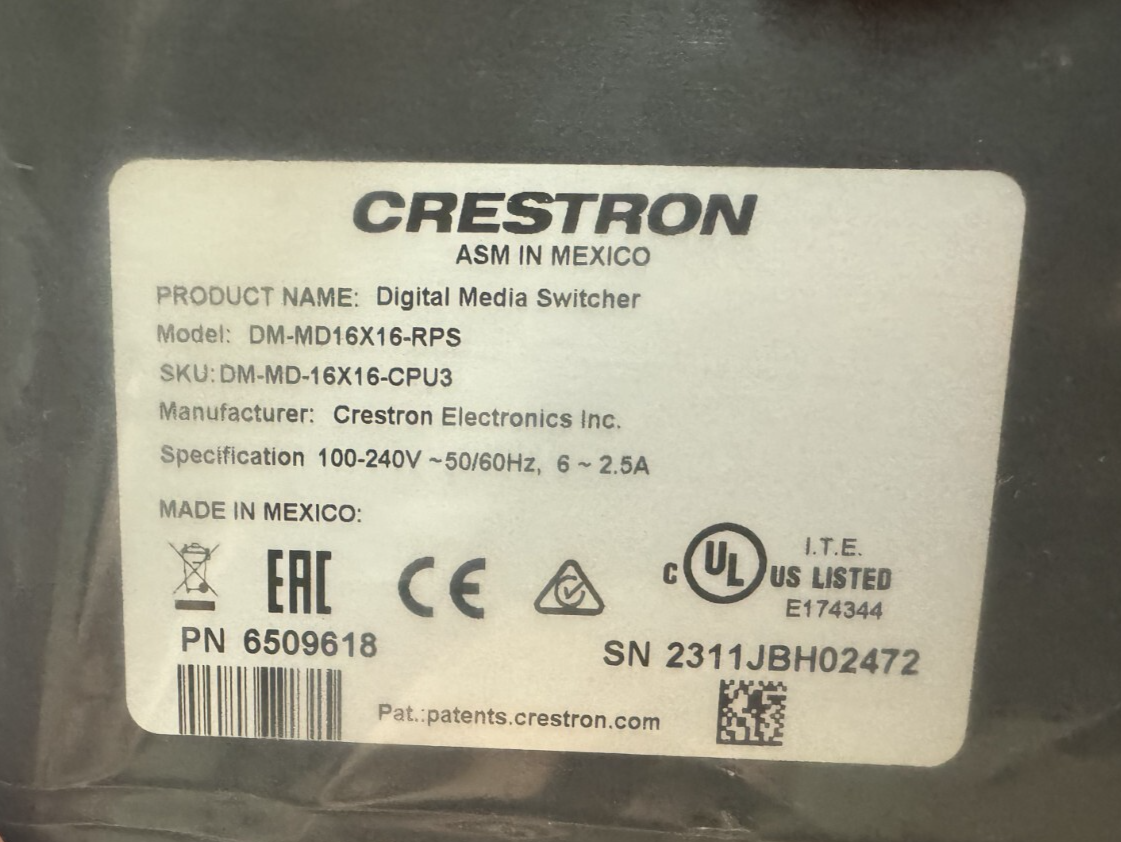 CRESTRON
ASM IN MEXICO
PRODUCT NAME: Digital Media Switcher
Model: DM-MD16X16-RPS
SKU: DM-MD-16X16-CPU3
Manufacturer: Crestron Electronics Inc.
Specification 100-240V ~50/60Hz, 6 ~ 2.5A
MADE IN MEXICO:
EAC CE C UL US LISTED
I.T.E.
E174344
PN 6509618
SN 2311JBH02472
Pat.:patents.crestron.com